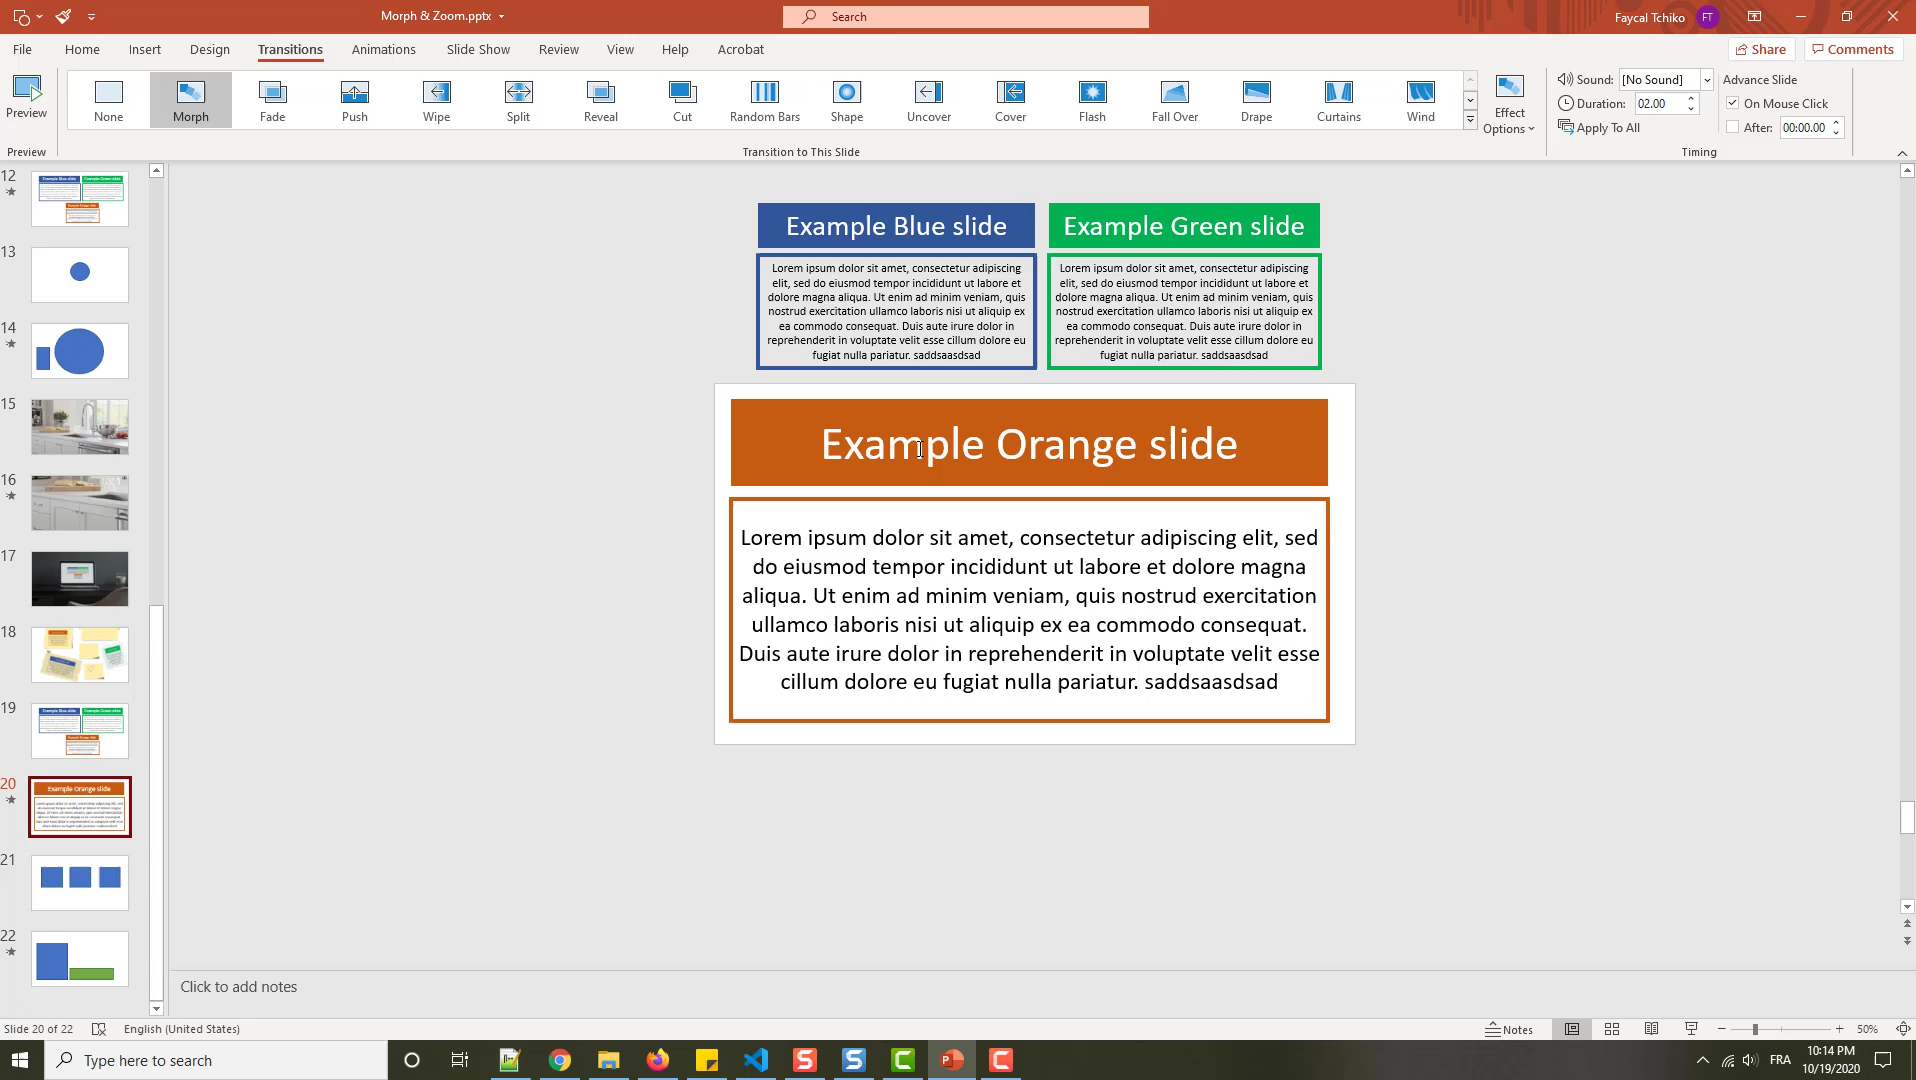 Morph & Zoom.pptx
Search
Faycal Tchiko
FT
File
Home
Insert
Design
Transitions
Animations
Slide Show
Review
View
Help
Acrobat
Share
Comments
Preview
None
Morph
Fade
Push
Wipe
Split
Reveal
Cut
Random Bars
Shape
Uncover
Cover
Flash
Fall Over
Drape
Curtains
Wind
Effect
Options
Sound: [No Sound]
Duration: 02.00
Apply To All
Advance Slide
On Mouse Click
After: 00:00.00
Preview
Transition to This Slide
Timing
12
13
14
15
16
17
18
19
20
Example Orange slide
21
22
Example Blue slide
Lorem ipsum dolor sit amet, consectetur adipiscing
elit, sed do eiusmod tempor incididunt ut labore et
dolore magna aliqua. Ut enim ad minim veniam, quis
nostrud exercitation ullamco laboris nisi ut aliquip ex
ea commodo consequat. Duis aute irure dolor in
reprehenderit in voluptate velit esse cillum dolore eu
fugiat nulla pariatur. saddsaasdsad
Example Green slide
Lorem ipsum dolor sit amet, consectetur adipiscing
elit, sed do eiusmod tempor incididunt ut labore et
dolore magna aliqua. Ut enim ad minim veniam, quis
nostrud exercitation ullamco laboris nisi ut aliquip ex
ea commodo consequat. Duis aute irure dolor in
reprehenderit in voluptate velit esse cillum dolore eu
fugiat nulla pariatur. saddsaasdsad
Example Orange slide
Lorem ipsum dolor sit amet, consectetur adipiscing elit, sed
do eiusmod tempor incididunt ut labore et dolore magna
aliqua. Ut enim ad minim veniam, quis nostrud exercitation
ullamco laboris nisi ut aliquip ex ea commodo consequat.
Duis aute irure dolor in reprehenderit in voluptate velit esse
cillum dolore eu fugiat nulla pariatur. saddsaasdsad
Click to add notes
Slide 20 of 22
English (United States)
Notes
50%
Type here to search
FRA
10:14 PM
10/19/2020